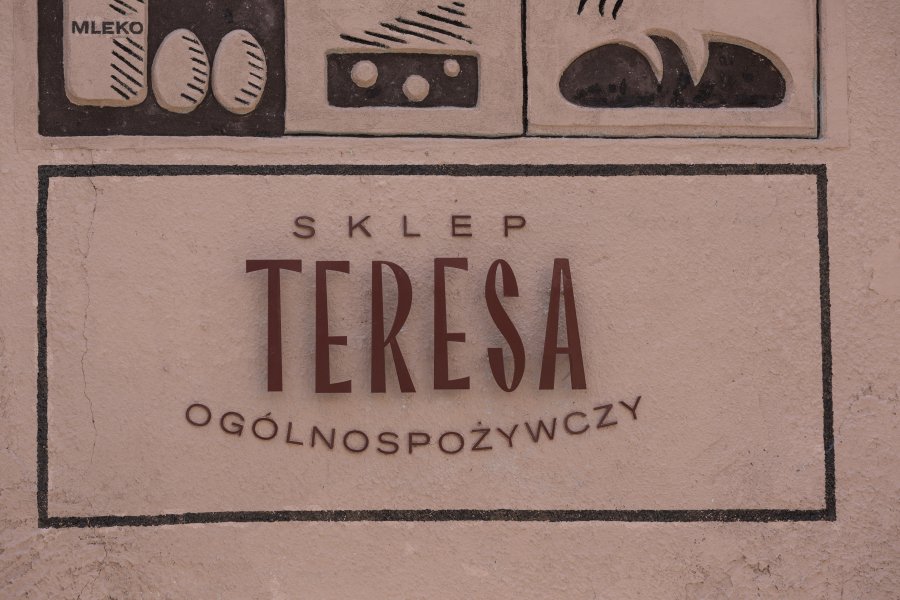 MLEKO
SKLEP
TERESA
OGÓLNOSPOŻYWCZY